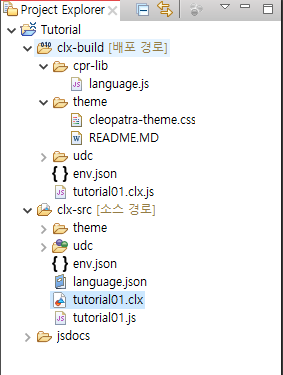 Project Explorer
Tutorial
clx-build [배포 경로]
cpr-lib
language.js
theme
cleopatra-theme.css
README.MD
udc
env.json
tutorial01.clx.js
clx-src [소스 경로]
theme
udc
env.json
language.json
tutorial01.clx
tutorial01.js
jsdocs